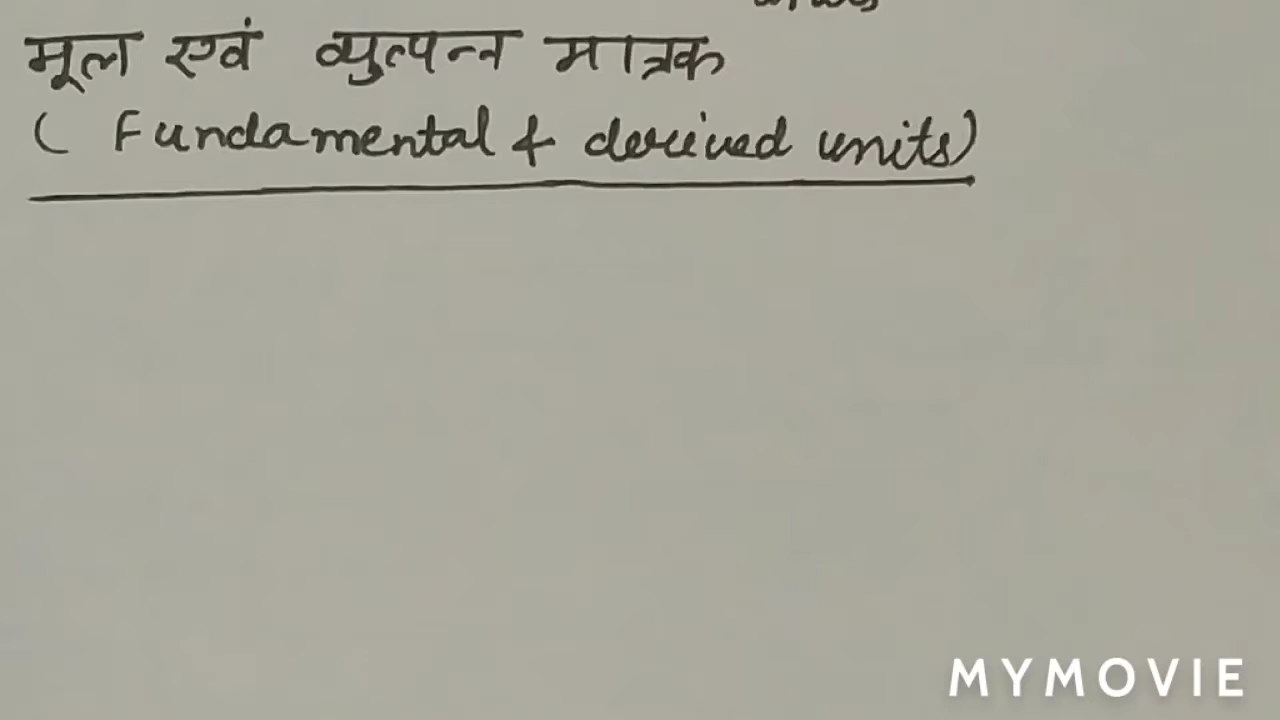 मूल एवं व्युत्पन्न मात्रक
( Fundamental & derived units)
MYMOVIE